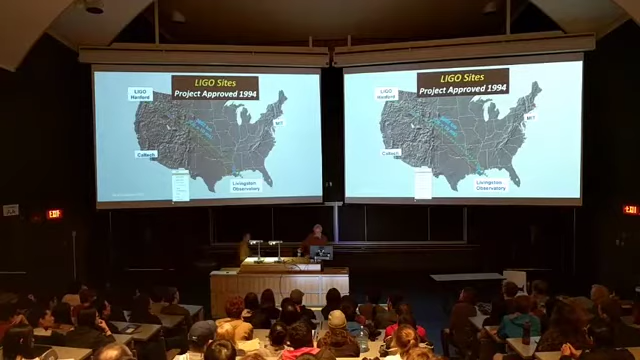 LIGO Sites
Project Approved 1994
LIGO
Hanford
MIT
Caltech
Livingston
Observatory
LIGO Sites
Project Approved 1994
LIGO
Hanford
MIT
Caltech
Livingston
Observatory
EXIT
EXIT